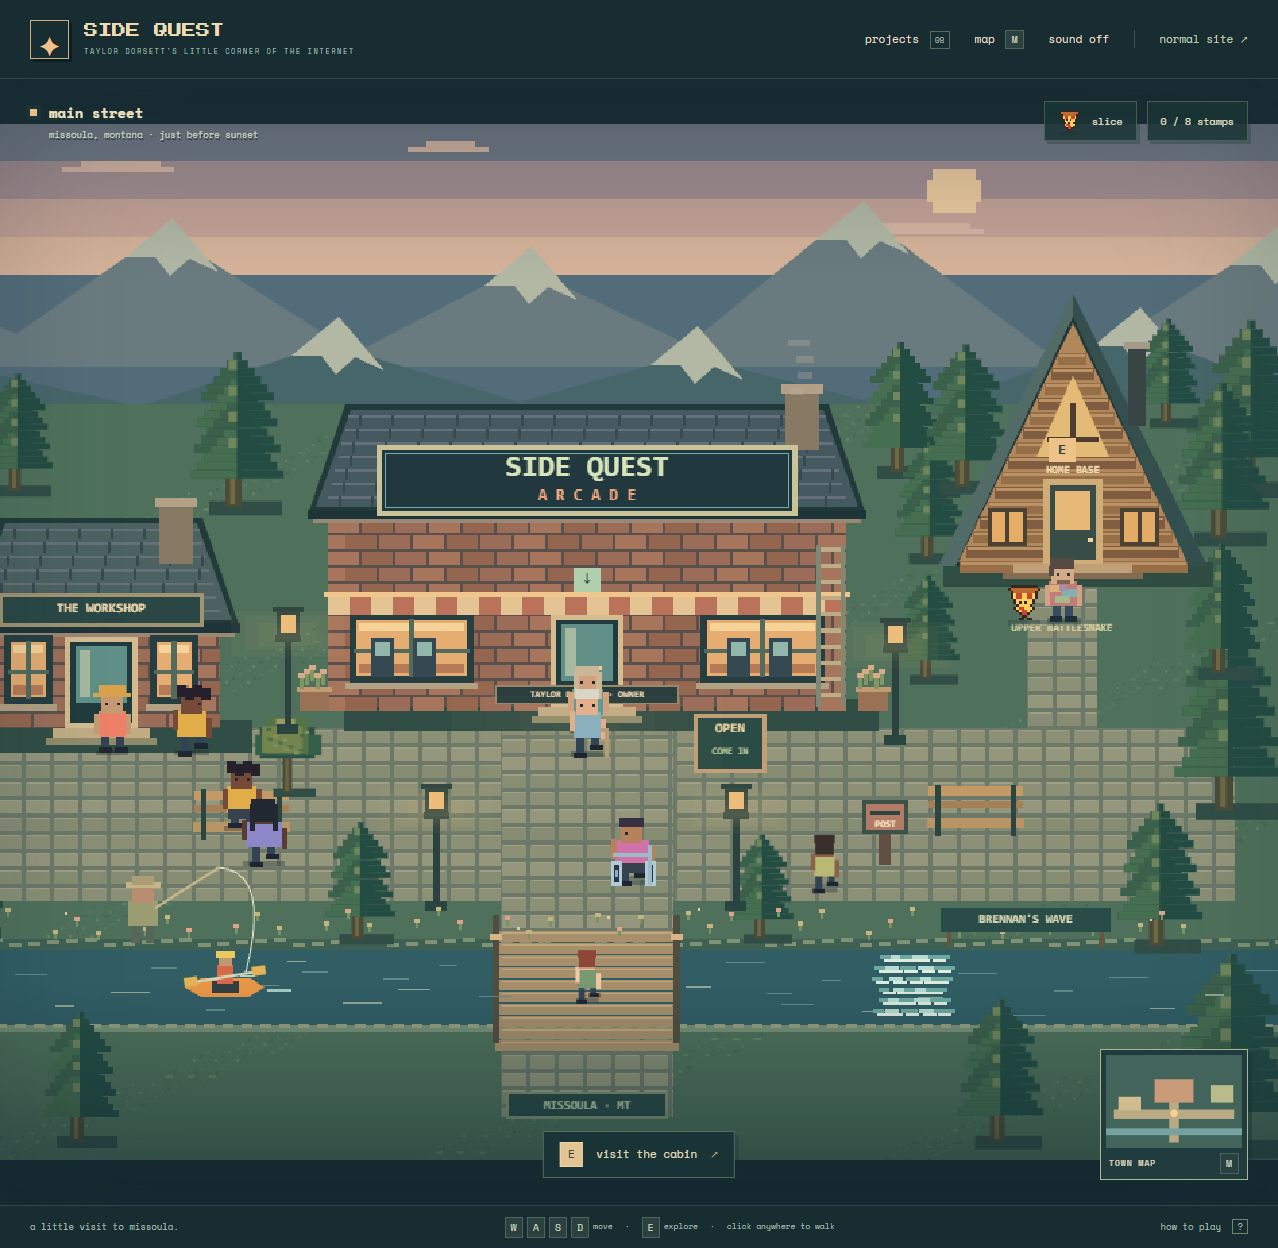 SIDE QUEST
TAYLOR DORSETT'S LITTLE CORNER OF THE INTERNET
projects 08 map M sound off normal site ↗
main street
missoula, montana · just before sunset
slice 0 / 8 stamps
SIDE QUEST
ARCADE
E
HOME BASE
↓
THE WORKSHOP
UPPER RATTLESNAKE
TAYLOR OWNER
OPEN
COME IN
POST
BRENNAN'S WAVE
MISSOULA · MT
E visit the cabin ↗
TOWN MAP M
a little visit to missoula.
W A S D move · E explore · click anywhere to walk
how to play ?